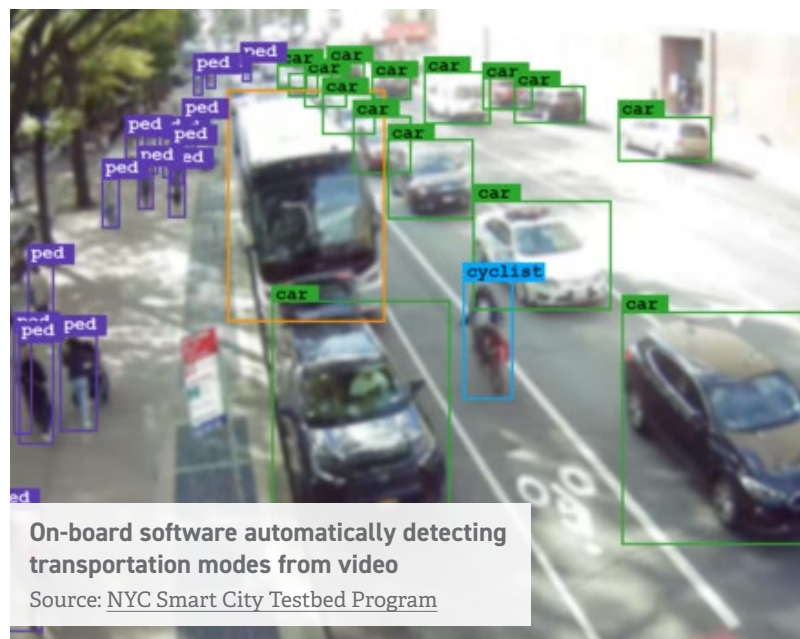 ped
ped
car
car
car
car
car
car
car
car
ped
car
car
ped
ped
car
ped
ped
ped
car
ped
cyclist
car
car
ped
ped
ped
ed
On-board software automatically detecting
transportation modes from video
Source: NYC Smart City Testbed Program